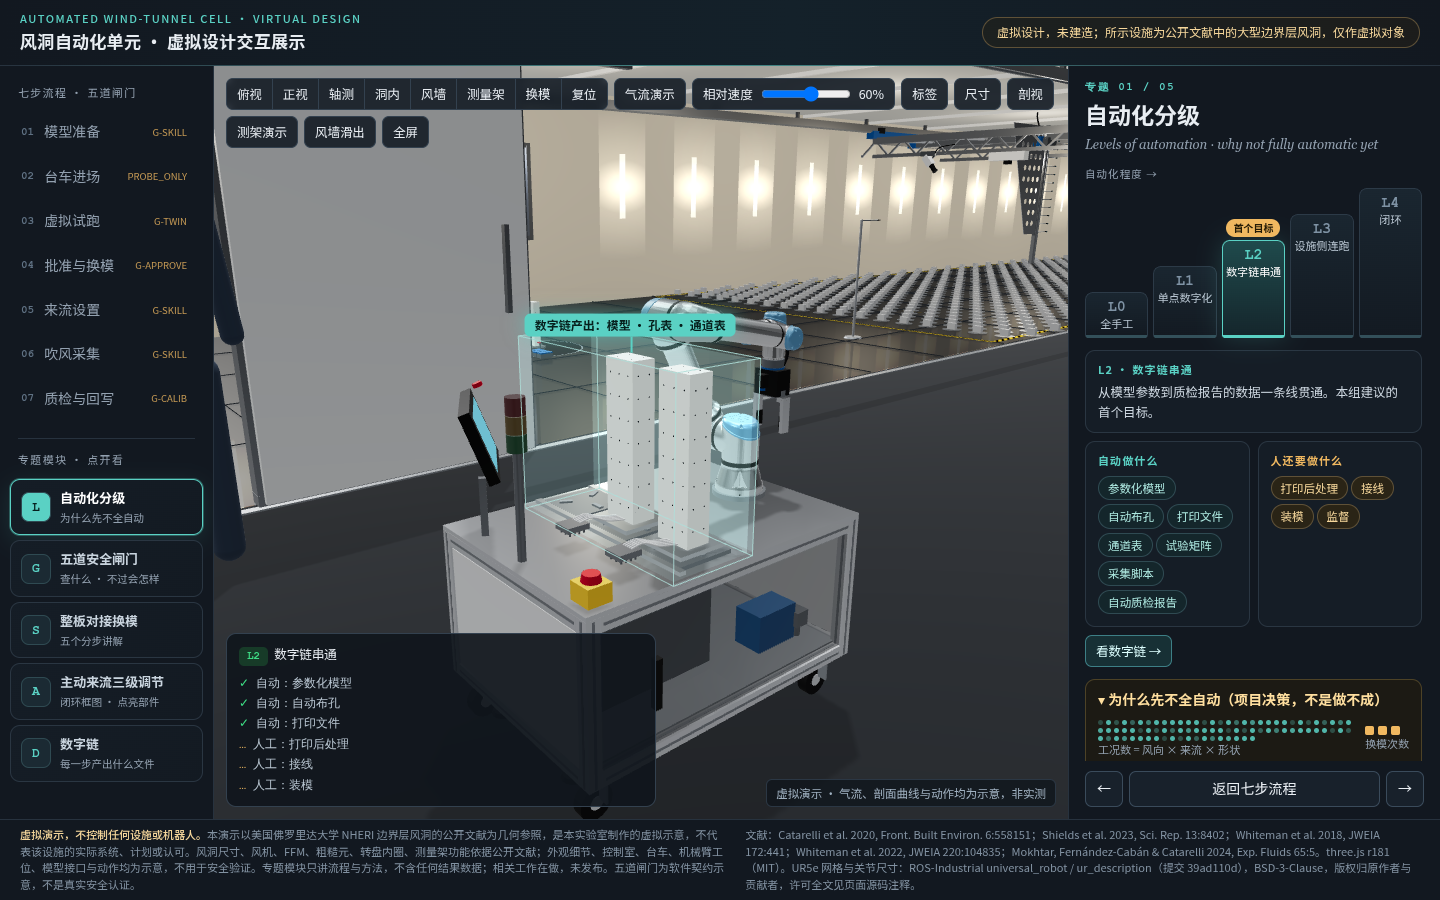 AUTOMATED WIND-TUNNEL CELL · VIRTUAL DESIGN
风洞自动化单元 · 虚拟设计交互展示
虚拟设计，未建造；所示设施为公开文献中的大型边界层风洞，仅作虚拟对象
七步流程 · 五道闸门
01 模型准备 G-SKILL
02 台车进场 PROBE_ONLY
03 虚拟试跑 G-TWIN
04 批准与换模 G-APPROVE
05 来流设置 G-SKILL
06 吹风采集 G-SKILL
07 质检与回写 G-CALIB
专题模块 · 点开看
L 自动化分级
为什么先不全自动
G 五道安全闸门
查什么 · 不过会怎样
S 整板对接换模
五个分步讲解
A 主动来流三级调节
闭环框图 · 点亮部件
D 数字链
每一步产出什么文件
俯视 正视 轴测 洞内 风墙 测量架 换模 复位 气流演示 相对速度 60% 标签 尺寸 剖视
测架演示 风墙滑出 全屏
数字链产出：模型 · 孔表 · 通道表
L2 数字链串通
✓ 自动：参数化模型
✓ 自动：自动布孔
✓ 自动：打印文件
… 人工：打印后处理
… 人工：接线
… 人工：装模
虚拟演示 · 气流、剖面曲线与动作均为示意，非实测
专题 01 / 05
自动化分级
Levels of automation · why not fully automatic yet
自动化程度 →
L0
全手工
L1
单点数字化
首个目标
L2
数字链串通
L3
设施侧连跑
L4
闭环
L2 · 数字链串通
从模型参数到质检报告的数据一条线贯通。本组建议的
首个目标。
自动做什么
参数化模型
自动布孔 打印文件
通道表 试验矩阵
采集脚本
自动质检报告
人还要做什么
打印后处理 接线
装模 监督
看数字链 →
▾ 为什么先不全自动（项目决策，不是做不成）
工况数 = 风向 × 来流 × 形状
换模次数
← 返回七步流程 →
虚拟演示，不控制任何设施或机器人。本演示以美国佛罗里达大学 NHERI 边界层风洞的公开文献为几何参照，是本实验室制作的虚拟示意，不代
表该设施的实际系统、计划或认可。风洞尺寸、风机、FFM、粗糙元、转盘内圈、测量架功能依据公开文献；外观细节、控制室、台车、机械臂工
位、模型接口与动作均为示意，不用于安全验证。专题模块只讲流程与方法，不含任何结果数据；相关工作在做，未发布。五道闸门为软件契约示
意，不是真实安全认证。
文献：Catarelli et al. 2020, Front. Built Environ. 6:558151；Shields et al. 2023, Sci. Rep. 13:8402；Whiteman et al. 2018, JWEIA
172:441；Whiteman et al. 2022, JWEIA 220:104835；Mokhtar, Fernández-Cabán & Catarelli 2024, Exp. Fluids 65:5。three.js r181
（MIT）。UR5e 网格与关节尺寸：ROS-Industrial universal_robot / ur_description（提交 39ad110d），BSD-3-Clause，版权归原作者与
贡献者，许可全文见页面源码注释。